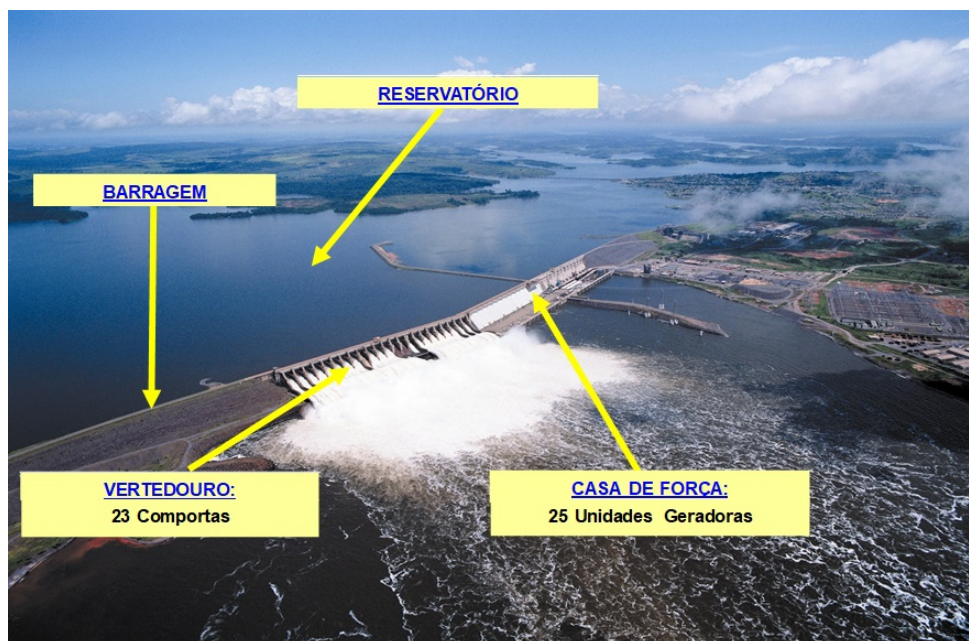 RESERVATÓRIO
BARRAGEM
VERTEDOURO:
23 Comportas
CASA DE FORÇA:
25 Unidades Geradoras